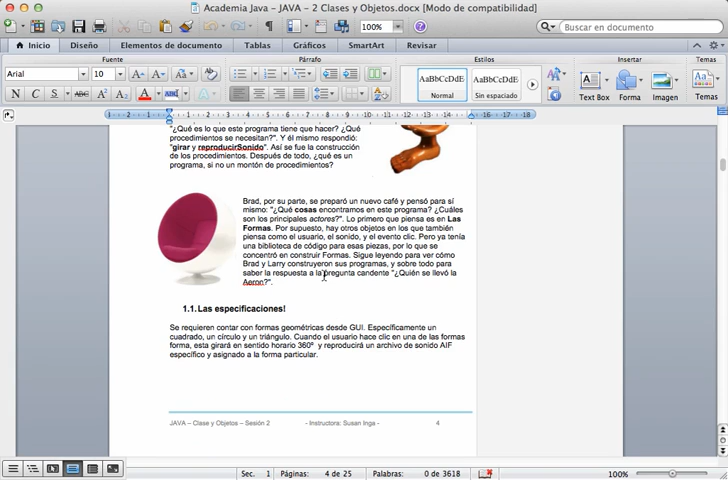 Academia Java - JAVA - 2 Clases y Objetos.docx [Modo de compatibilidad]
100%
Buscar en documento
Inicio Diseño Elementos de documento Tablas Gráficos SmartArt Revisar
Fuente Párrafo Estilos Insertar Temas
Arial 10
AaBbCcDdE AaBbCcDdE
Normal Sin espaciado
Text Box Forma Imagen Temas
N C S ABC
"¿Qué es lo que este programa tiene que hacer? ¿Qué
procedimientos se necesitan?". Y él mismo respondió:
"girar y reproducirSonido". Así se fue la construcción
de los procedimientos. Después de todo, ¿qué es un
programa, si no un montón de procedimientos?
Brad, por su parte, se preparó un nuevo café y pensó para sí
mismo: "¿Qué cosas encontramos en este programa? ¿Cuáles
son los principales actores?". Lo primero que piensa es en Las
Formas. Por supuesto, hay otros objetos en los que también
piensa como el usuario, el sonido, y el evento clic. Pero ya tenía
una biblioteca de código para esas piezas, por lo que se
concentró en construir Formas. Sigue leyendo para ver cómo
Brad y Larry construyeron sus programas, y sobre todo para
saber la respuesta a la pregunta candente "¿Quién se llevó la
Aeron?".
1.1. Las especificaciones!
Se requieren contar con formas geométricas desde GUI. Específicamente un
cuadrado, un círculo y un triángulo. Cuando el usuario hace clic en una de las formas
forma, esta girará en sentido horario 360º y reproducirá un archivo de sonido AIF
específico y asignado a la forma particular.
JAVA – Clase y Objetos – Sesión 2 - Instructora: Susan Inga - 4
Sec. 1 Páginas: 4 de 25 Palabras: 0 de 3618 100%